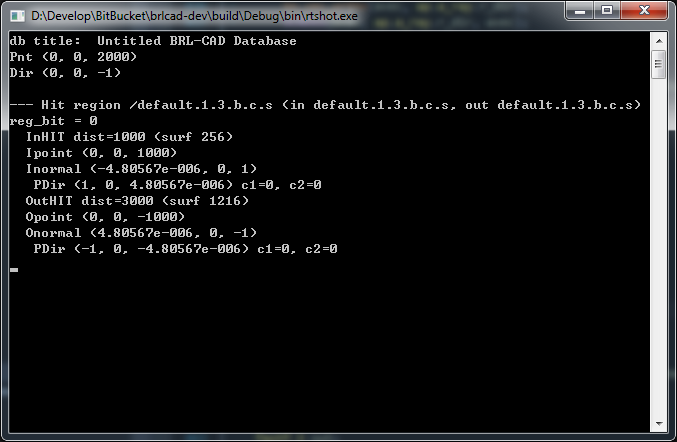 D:\Develop\BitBucket\brlcad-dev\build\Debug\bin\rtshot.exe
db title:  Untitled BRL-CAD Database
Pnt (0, 0, 2000)
Dir (0, 0, -1)
--- Hit region /default.1.3.b.c.s (in default.1.3.b.c.s, out default.1.3.b.c.s)
reg_bit = 0
  InHIT dist=1000 (surf 256)
  Ipoint (0, 0, 1000)
  Inormal (-4.80567e-006, 0, 1)
   PDir (1, 0, 4.80567e-006) c1=0, c2=0
  OutHIT dist=3000 (surf 1216)
  Opoint (0, 0, -1000)
  Onormal (4.80567e-006, 0, -1)
   PDir (-1, 0, -4.80567e-006) c1=0, c2=0